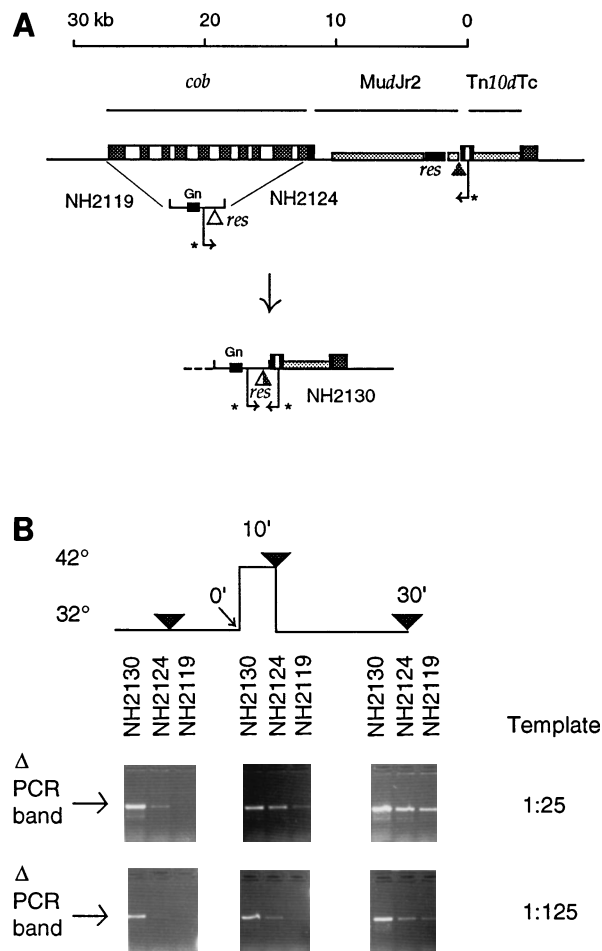 A
30 kb 20 10 0
cob MudJr2 Tn10dTc
res
NH2119 Gn NH2124
res
*
*
Gn
res
NH2130
* *
B
10'
42°
0' 30'
32°
NH2130 NH2124 NH2119 NH2130 NH2124 NH2119 NH2130 NH2124 NH2119
Template
Δ
PCR
band
1:25
Δ
PCR
band
1:125